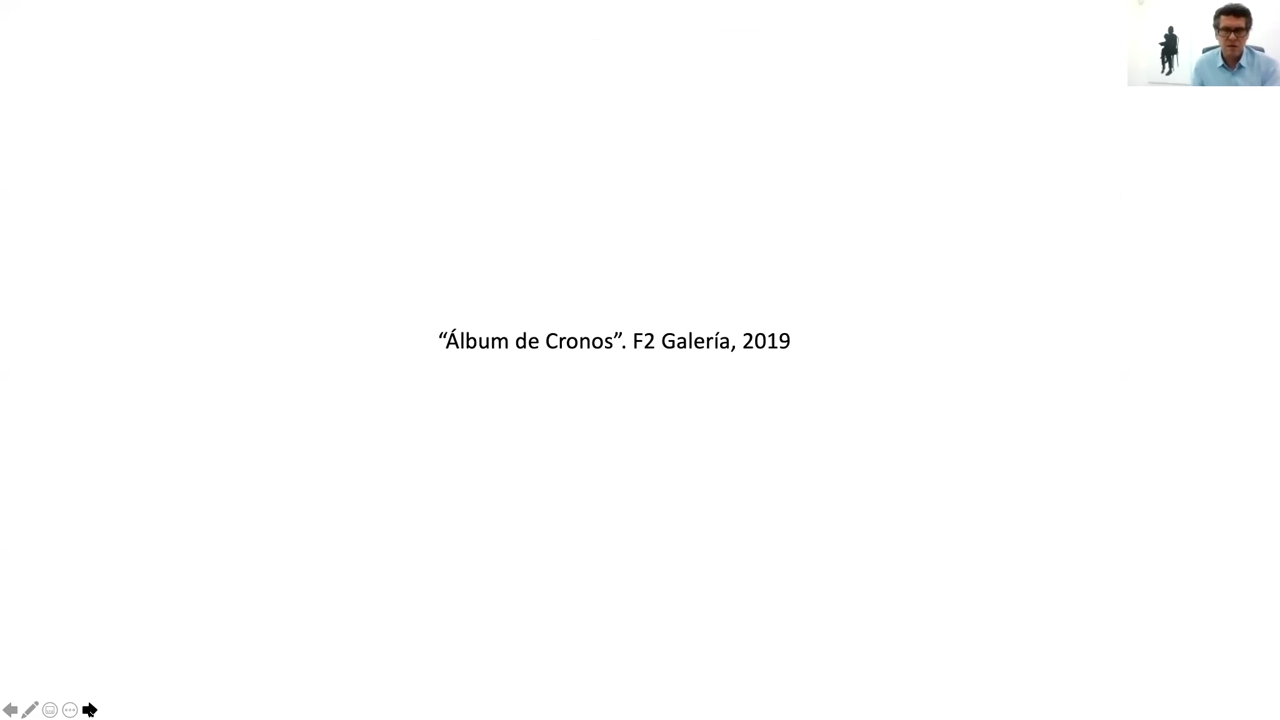 “Álbum de Cronos”. F2 Galería, 2019